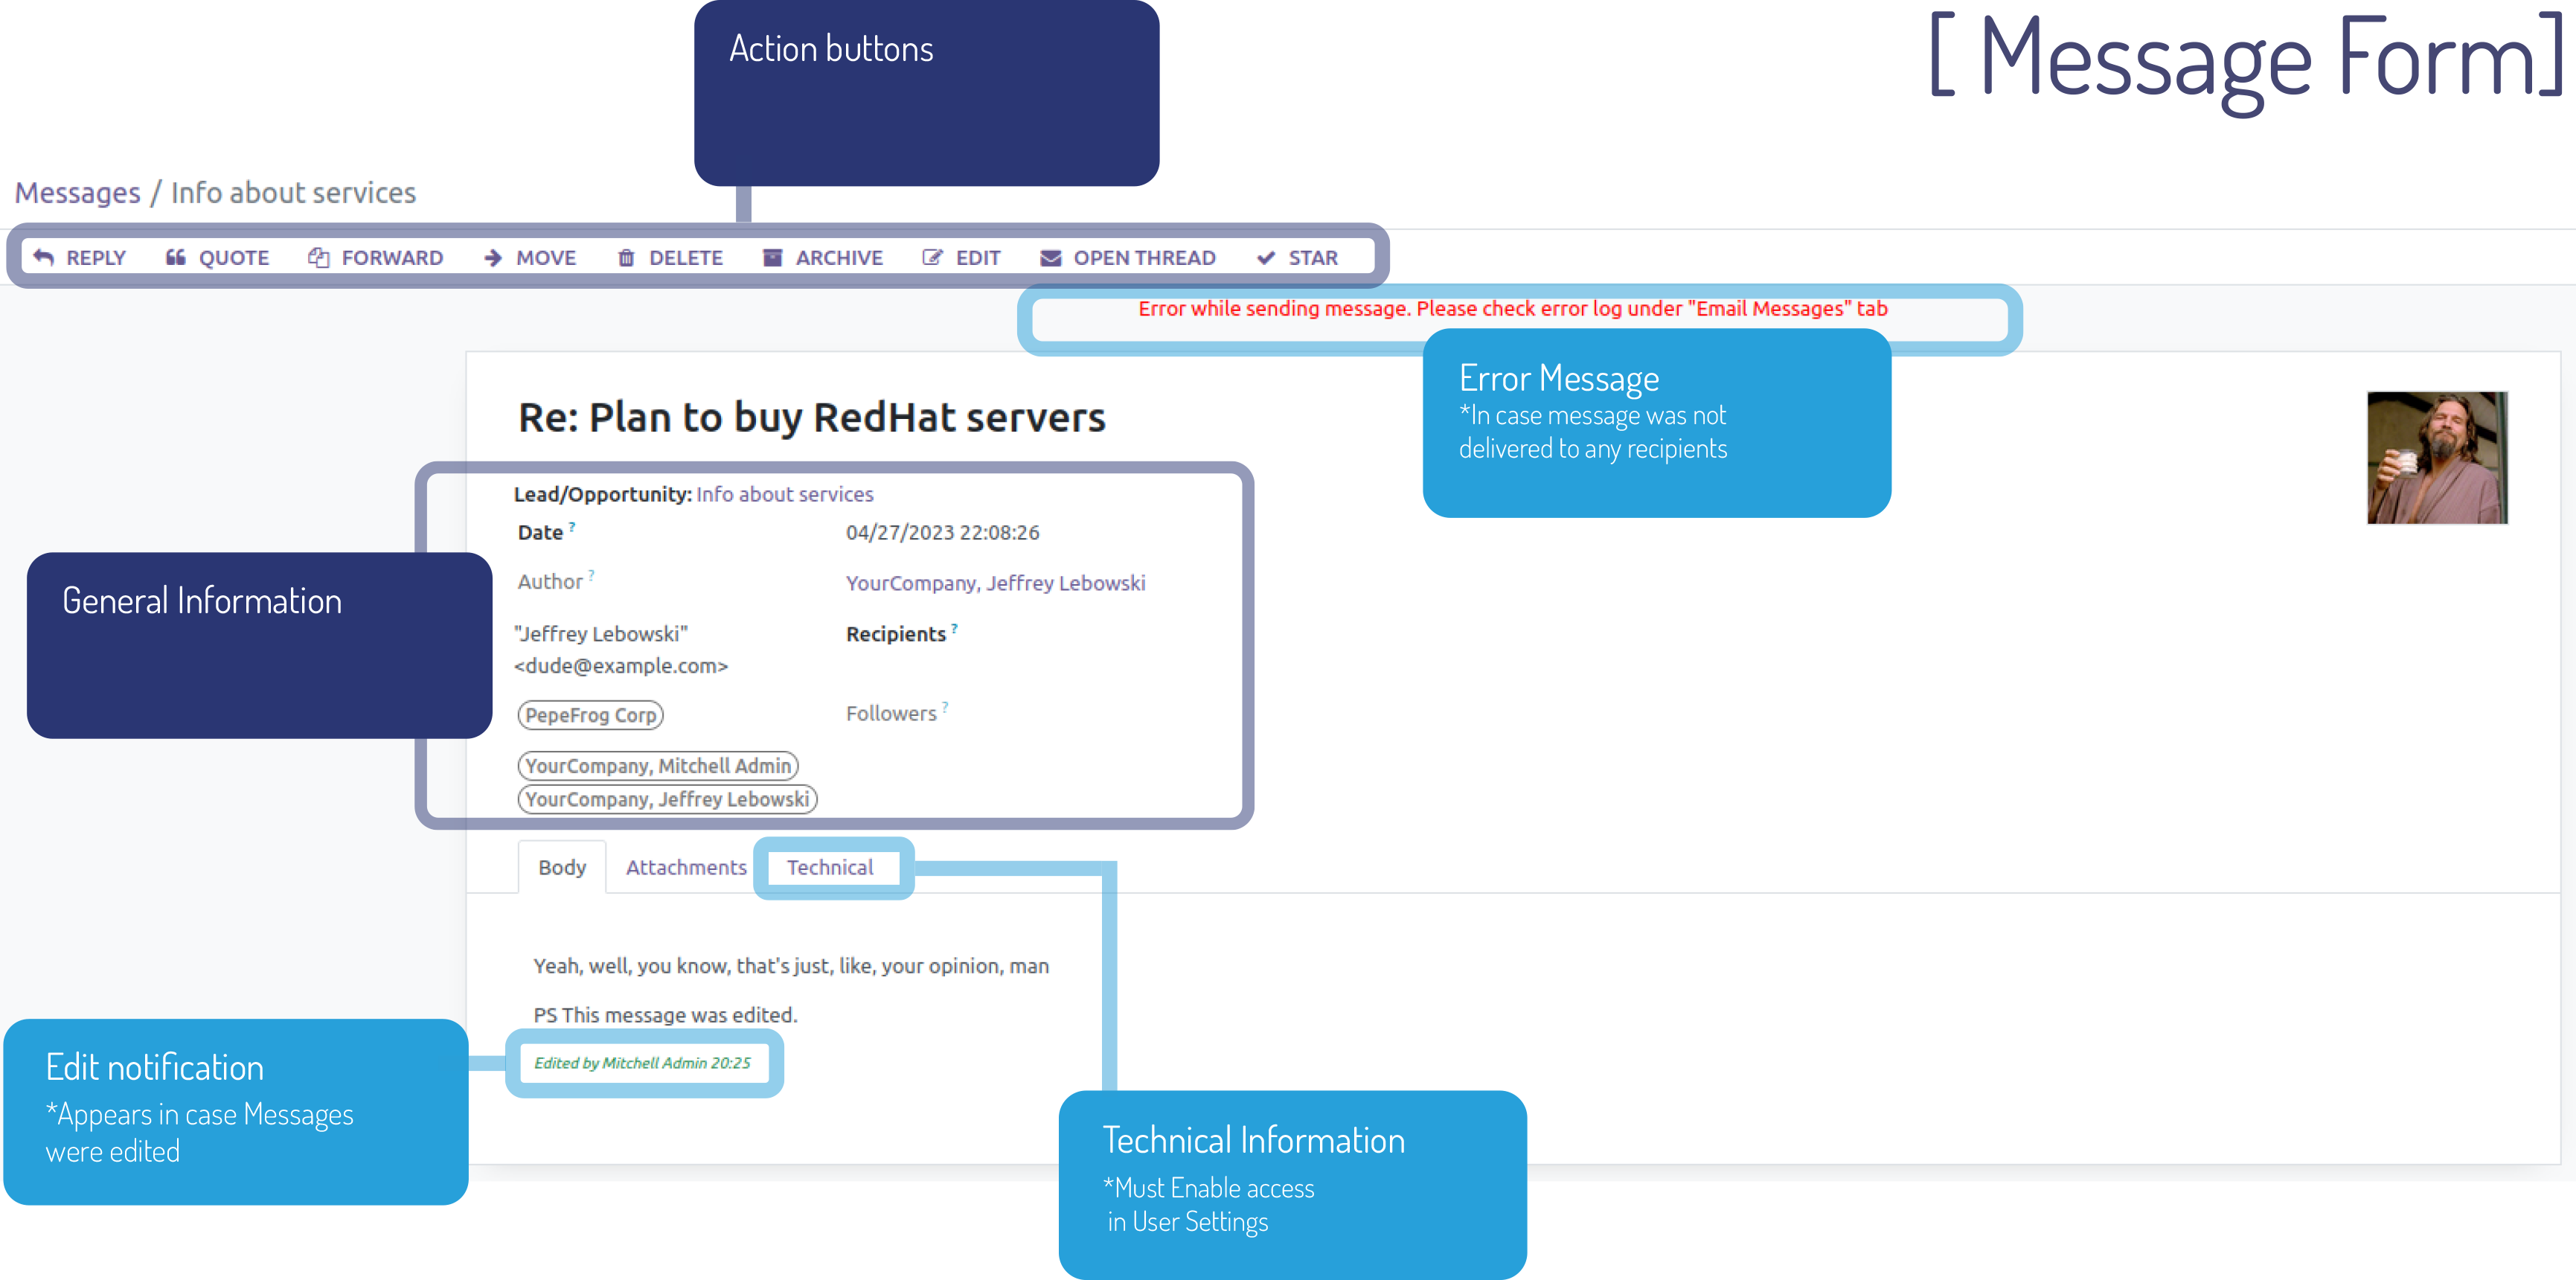 Action buttons
[ Message Form]
Messages / Info about services
REPLY QUOTE FORWARD MOVE DELETE ARCHIVE EDIT OPEN THREAD STAR
Error while sending message. Please check error log under "Email Messages" tab
Error Message
*In case message was not
delivered to any recipients
Re: Plan to buy RedHat servers
General Information
Lead/Opportunity: Info about services
Date ? 04/27/2023 22:08:26
Author ? YourCompany, Jeffrey Lebowski
"Jeffrey Lebowski" Recipients ?
<dude@example.com>
PepeFrog Corp Followers ?
YourCompany, Mitchell Admin
YourCompany, Jeffrey Lebowski
Body Attachments Technical
Yeah, well, you know, that's just, like, your opinion, man
PS This message was edited.
Edited by Mitchell Admin 20:25
Edit notification
*Appears in case Messages
were edited
Technical Information
*Must Enable access
in User Settings